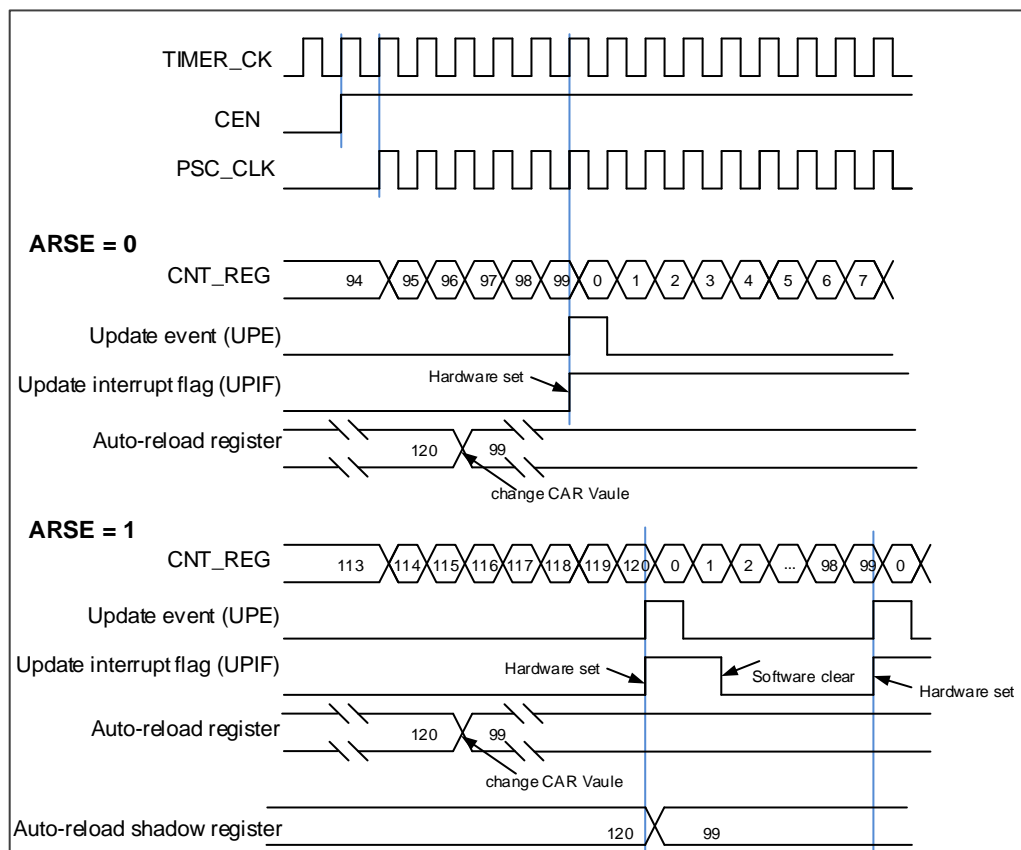 TIMER_CK
CEN
PSC_CLK
ARSE = 0
CNT_REG 94 95 96 97 98 99 0 1 2 3 4 5 6 7
Update event (UPE)
Update interrupt flag (UPIF) Hardware set
Auto-reload register 120 99
change CAR Vaule
ARSE = 1
CNT_REG 113 114 115 116 117 118 119 120 0 1 2 ... 98 99 0
Update event (UPE)
Update interrupt flag (UPIF) Hardware set Software clear Hardware set
Auto-reload register 120 99
change CAR Vaule
Auto-reload shadow register 120 99